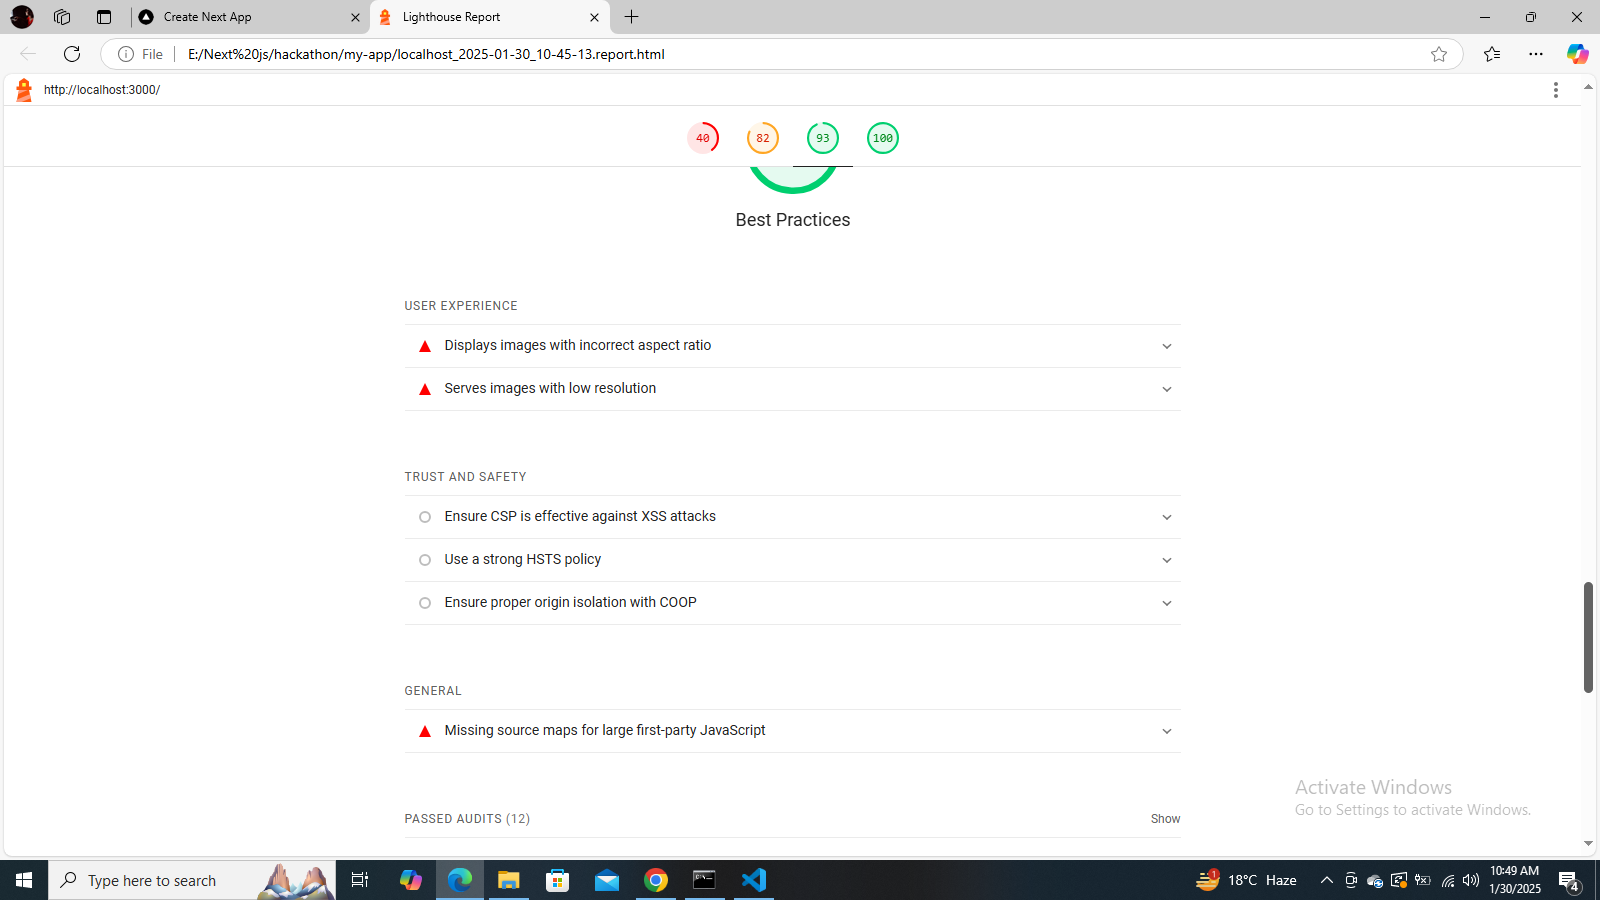 Create Next App
Lighthouse Report
File
E:/Next%20js/hackathon/my-app/localhost_2025-01-30_10-45-13.report.html
http://localhost:3000/
40
82
93
100
Best Practices
USER EXPERIENCE
Displays images with incorrect aspect ratio
Serves images with low resolution
TRUST AND SAFETY
Ensure CSP is effective against XSS attacks
Use a strong HSTS policy
Ensure proper origin isolation with COOP
GENERAL
Missing source maps for large first-party JavaScript
PASSED AUDITS (12)
Show
Activate Windows
Go to Settings to activate Windows.
Type here to search
1
18°C Haze
10:49 AM
1/30/2025
4